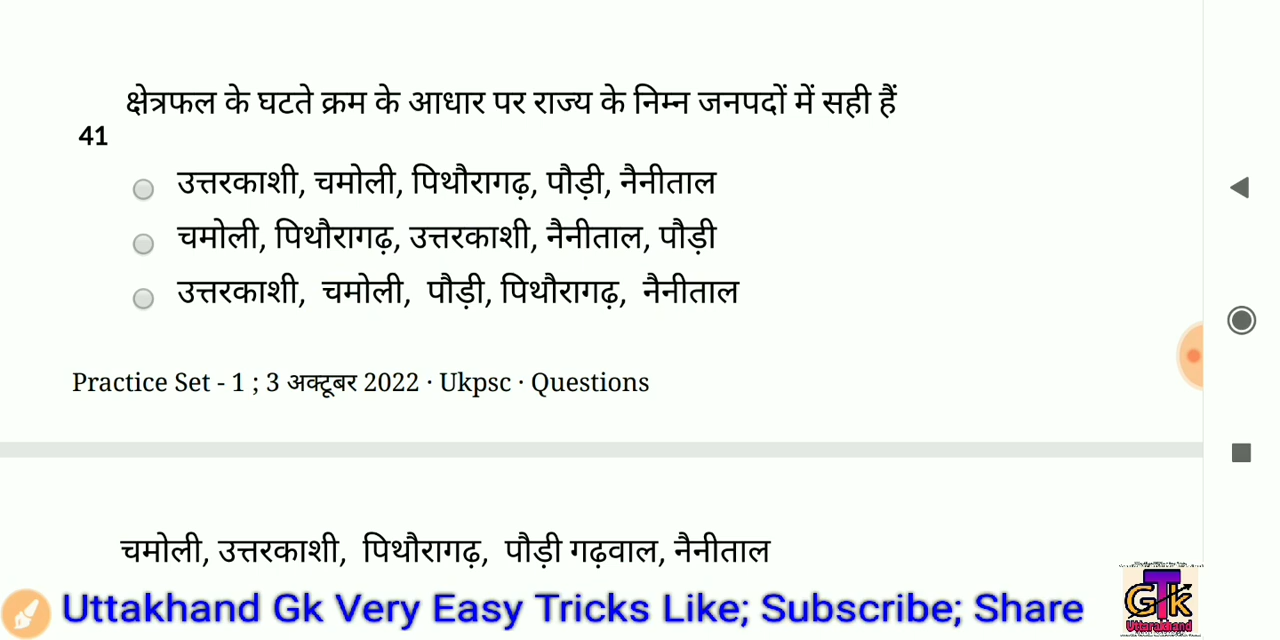 क्षेत्रफल के घटते क्रम के आधार पर राज्य के निम्न जनपदों में सही हैं
41
उत्तरकाशी, चमोली, पिथौरागढ़, पौड़ी, नैनीताल
चमोली, पिथौरागढ़, उत्तरकाशी, नैनीताल, पौड़ी
उत्तरकाशी, चमोली, पौड़ी, पिथौरागढ़, नैनीताल
Practice Set - 1 ; 3 अक्टूबर 2022 · Ukpsc · Questions
चमोली, उत्तरकाशी, पिथौरागढ़, पौड़ी गढ़वाल, नैनीताल
Uttakhand Gk Very Easy Tricks Like; Subscribe; Share
GTK
Uttarakhand